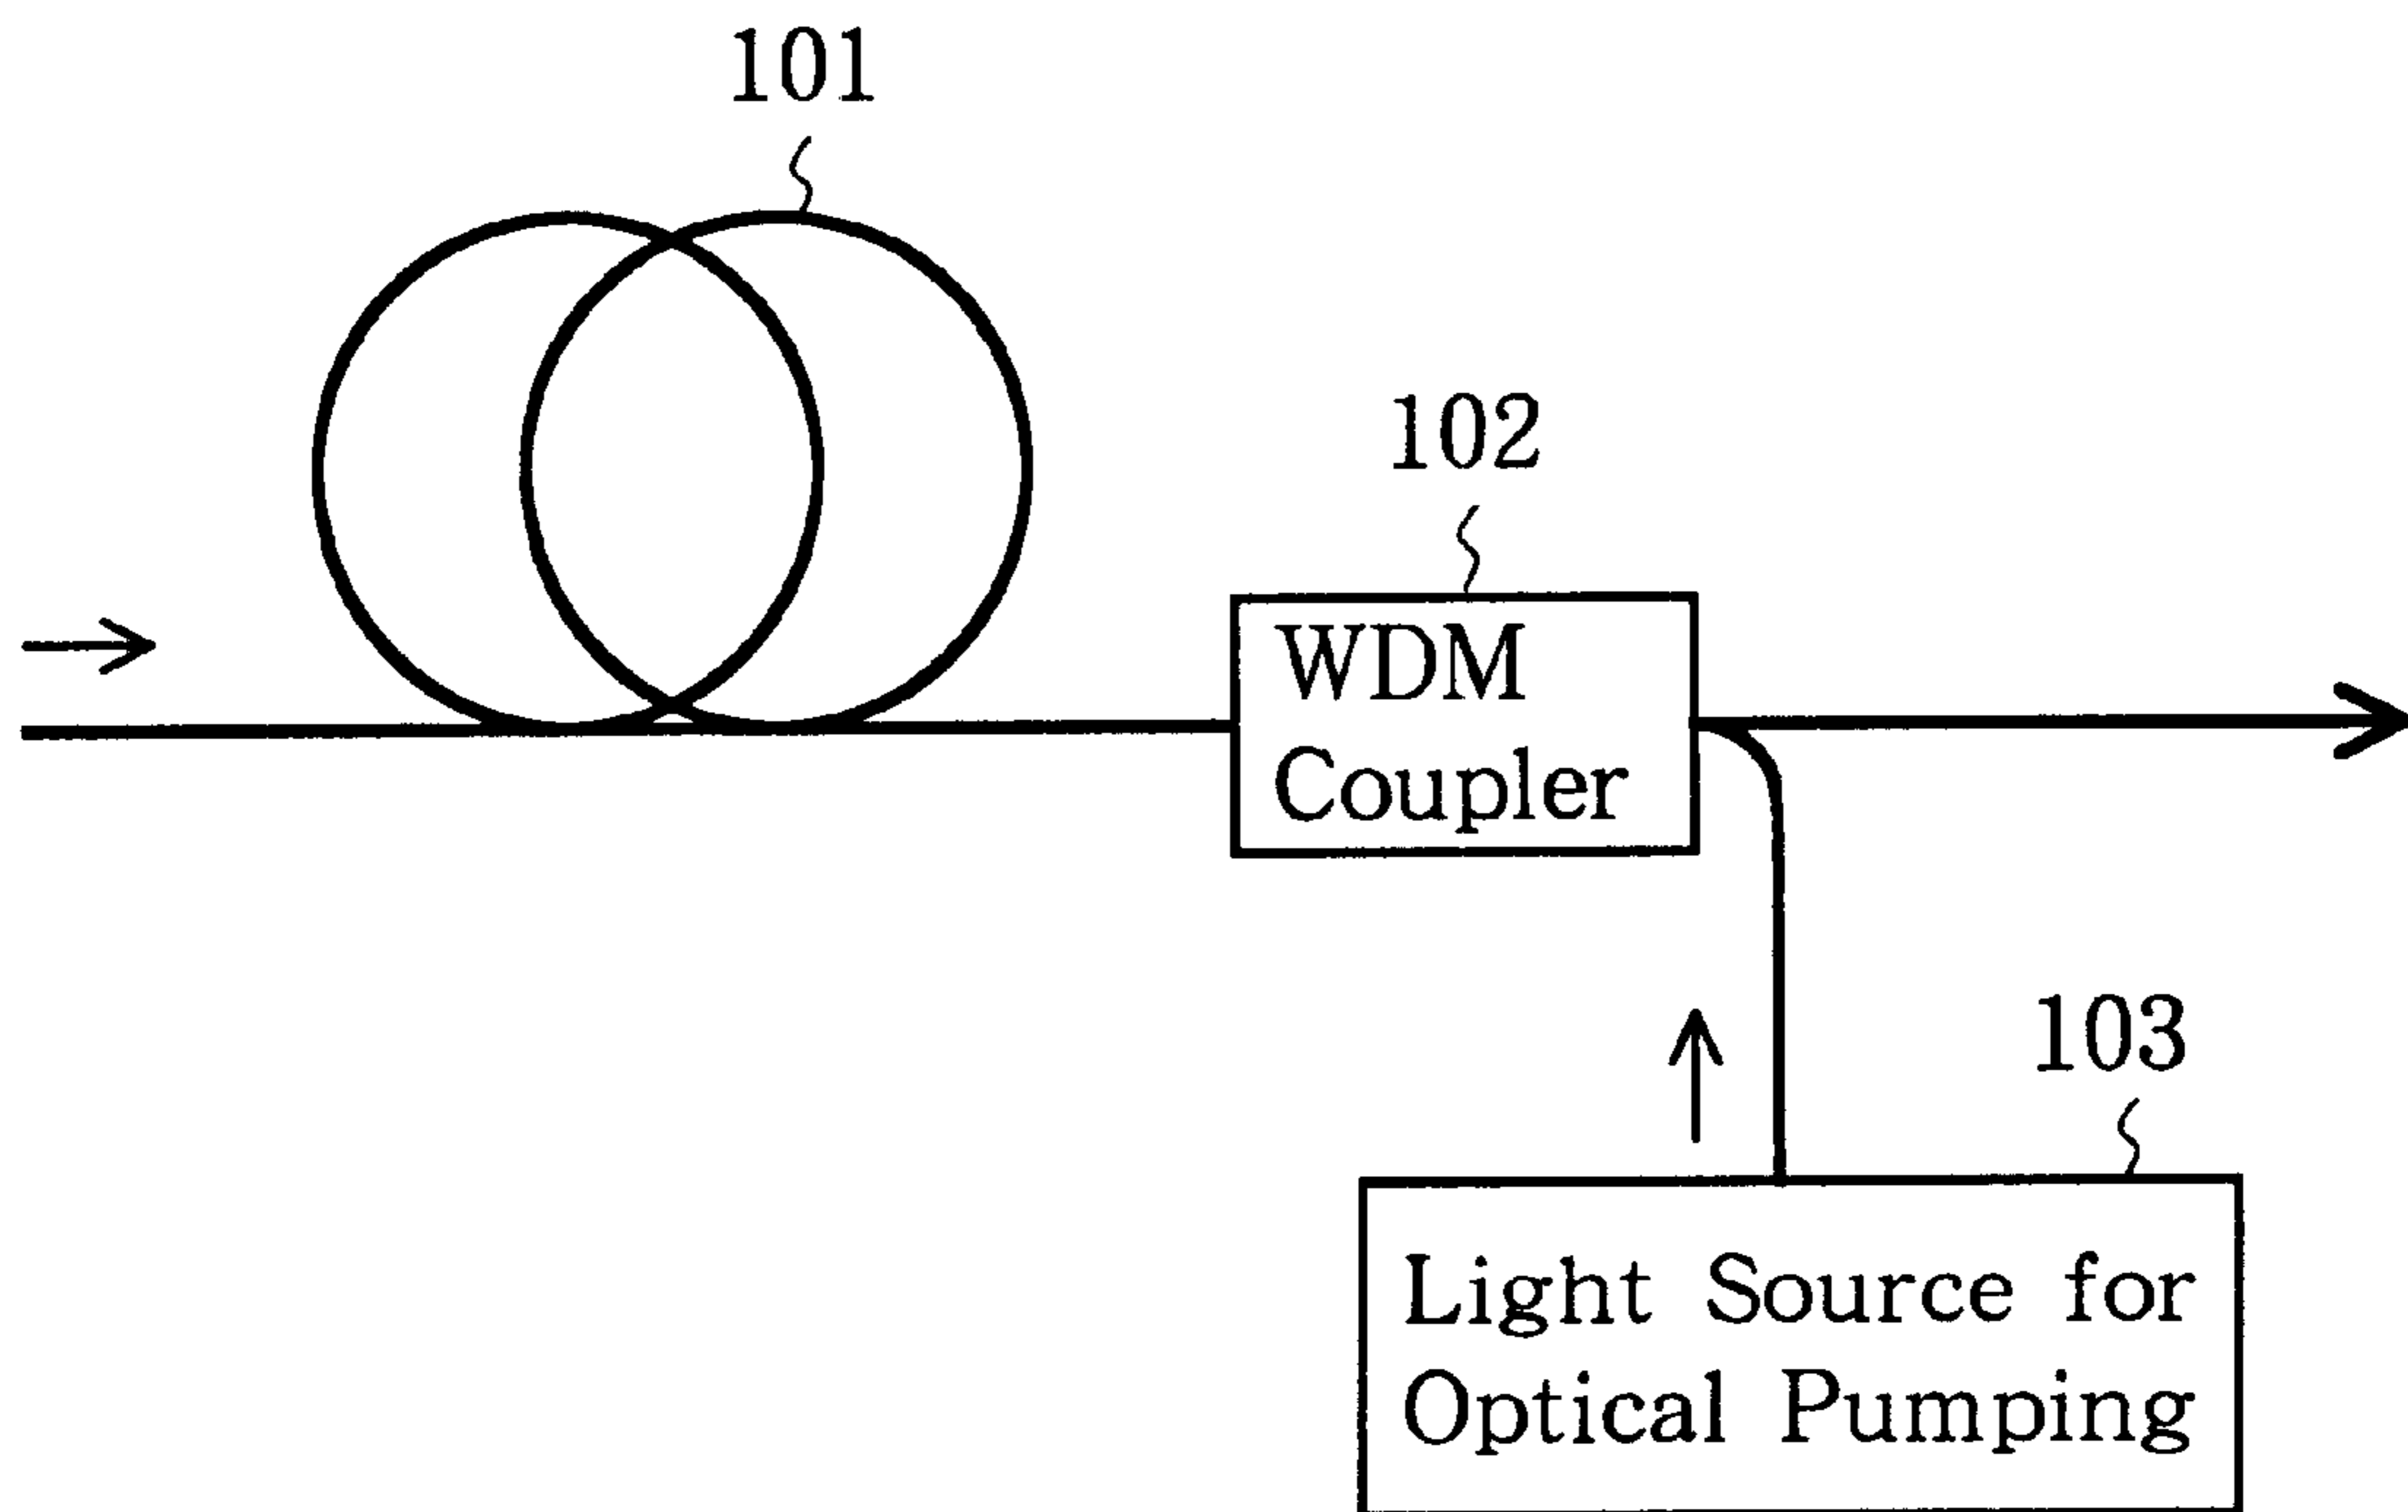 101
102
WDM
Coupler
103
Light Source for
Optical Pumping